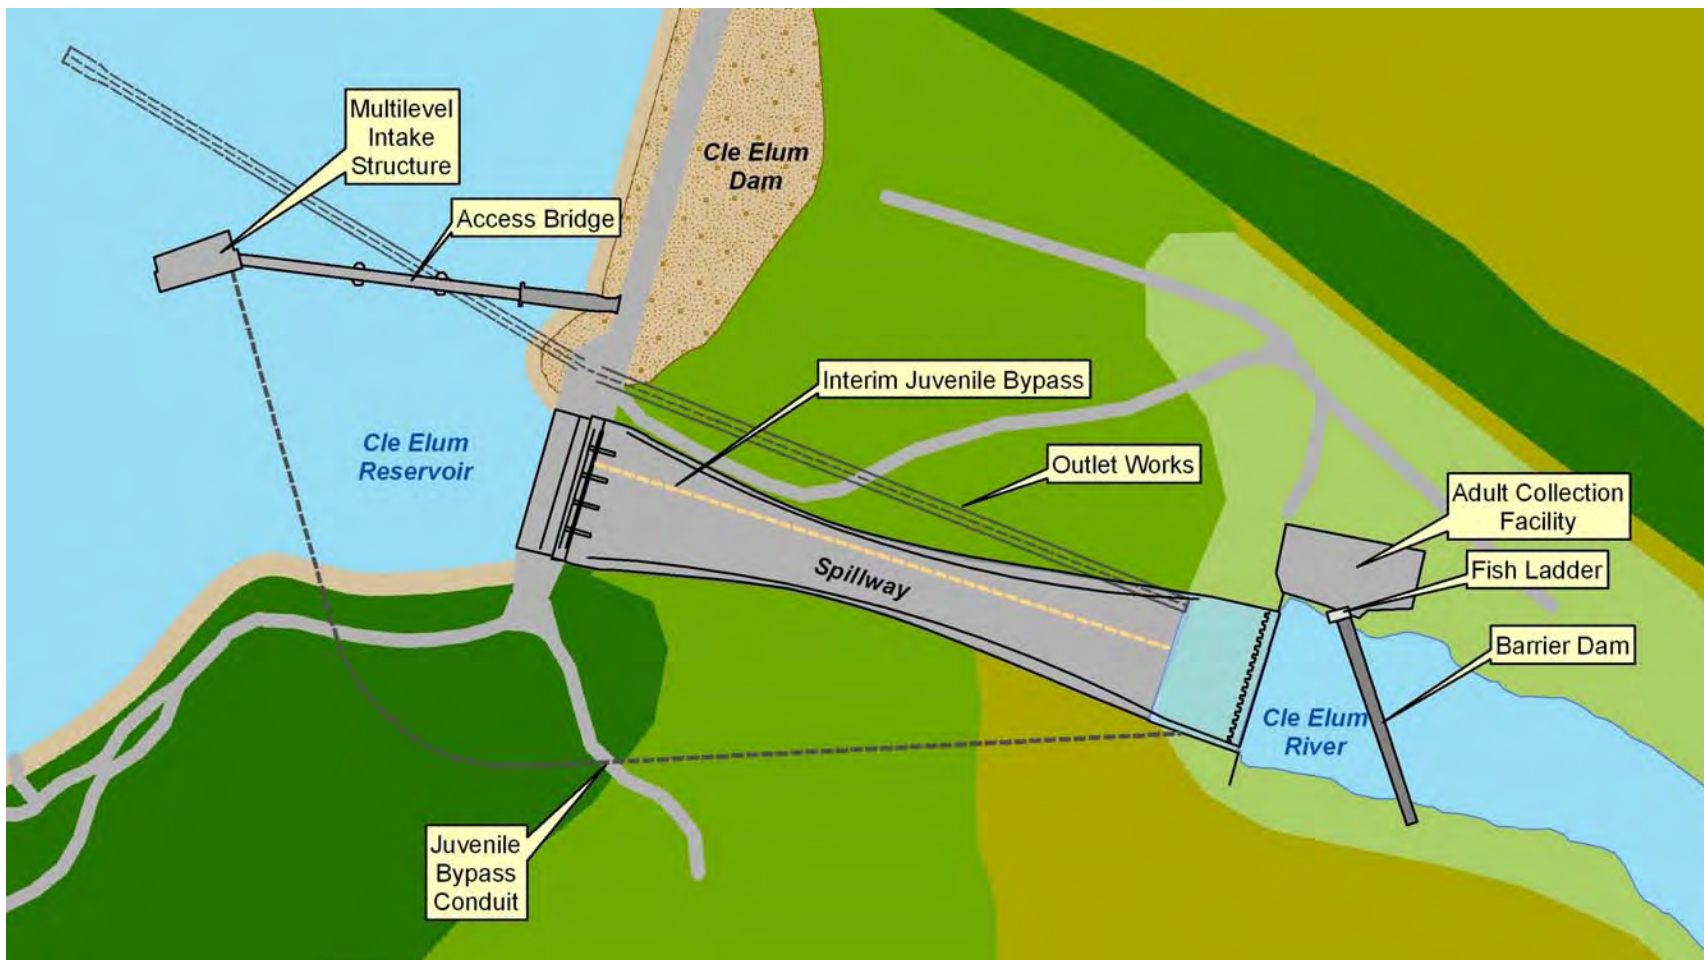 Multilevel
Intake
Structure
Access Bridge
Cle Elum
Dam
Interim Juvenile Bypass
Cle Elum
Reservoir
Outlet Works
Adult Collection
Facility
Fish Ladder
Spillway
Barrier Dam
Cle Elum
River
Juvenile
Bypass
Conduit